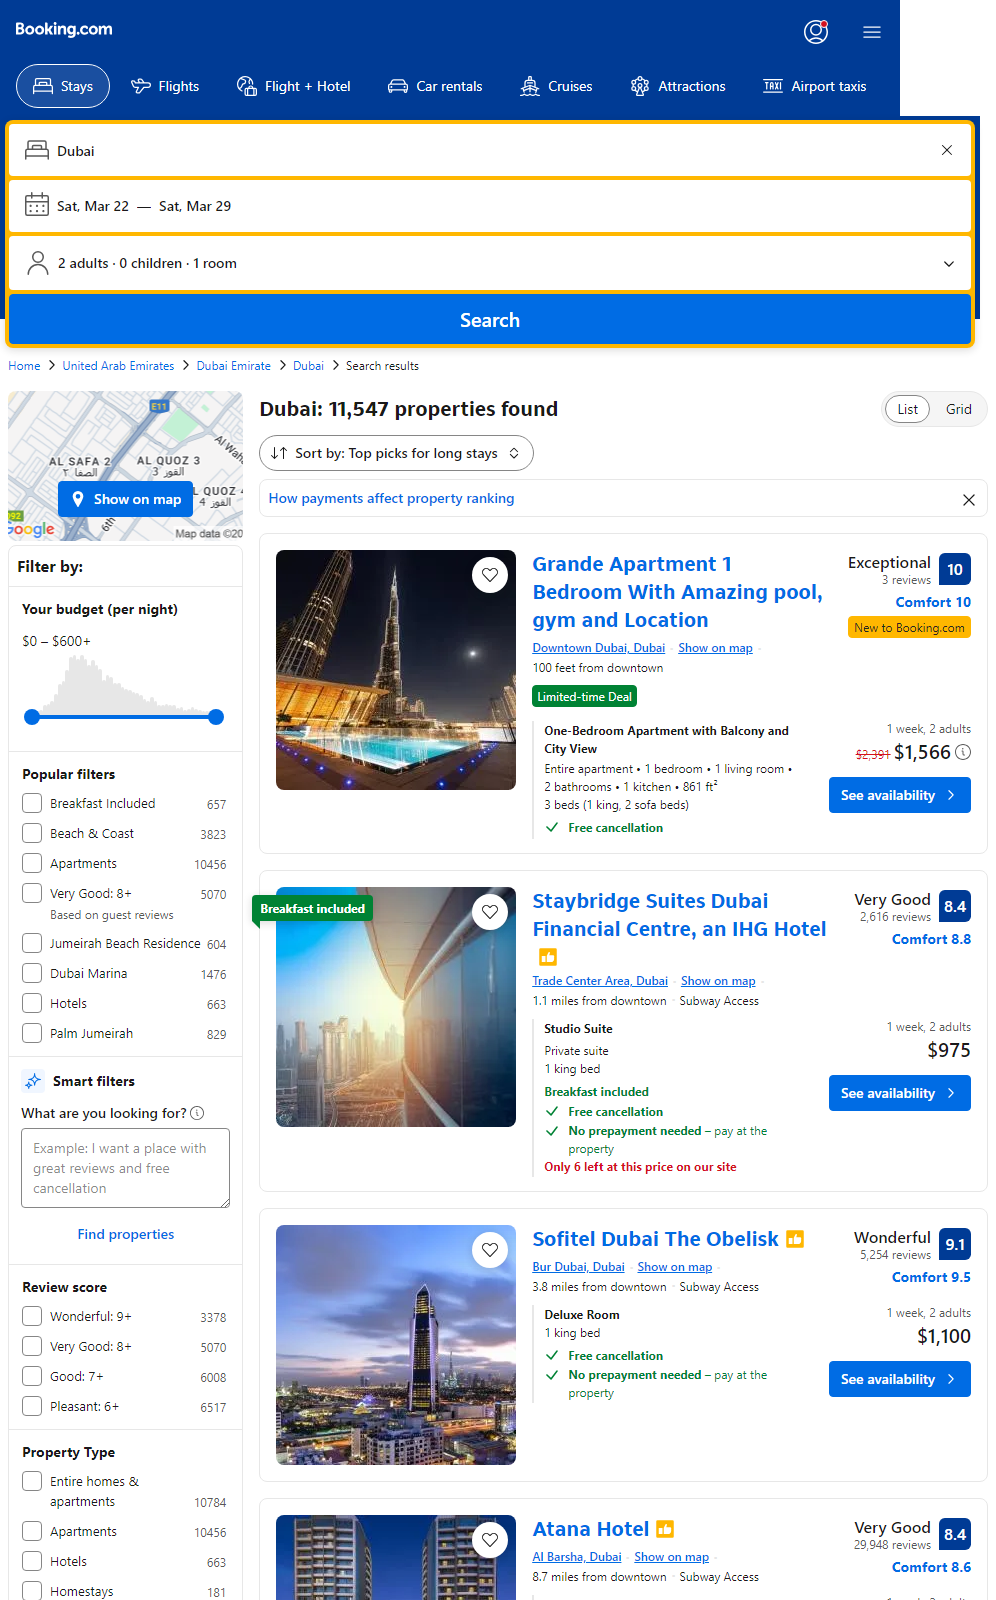 Booking.com
Stays
Flights
Flight + Hotel
Car rentals
Cruises
Attractions
Airport taxis
Dubai
Sat, Mar 22 — Sat, Mar 29
2 adults · 0 children · 1 room
Search
Home > United Arab Emirates > Dubai Emirate > Dubai > Search results
E11
AL SAFA 2
الصفا ٢
AL QUOZ 3
القوز 3
Show on map
القوز 4
6th
Google
Map data ©20
Filter by:
Your budget (per night)
$0 – $600+
Popular filters
Breakfast Included 657
Beach & Coast 3823
Apartments 10456
Very Good: 8+ 5070
Based on guest reviews
Jumeirah Beach Residence 604
Dubai Marina 1476
Hotels 663
Palm Jumeirah 829
Smart filters
What are you looking for?
Example: I want a place with
great reviews and free
cancellation
Find properties
Review score
Wonderful: 9+ 3378
Very Good: 8+ 5070
Good: 7+ 6008
Pleasant: 6+ 6517
Property Type
Entire homes &
apartments 10784
Apartments 10456
Hotels 663
Homestays 181
Dubai: 11,547 properties found
List Grid
Sort by: Top picks for long stays
How payments affect property ranking
Grande Apartment 1
Bedroom With Amazing pool,
gym and Location
Exceptional 10
3 reviews
Comfort 10
New to Booking.com
Downtown Dubai, Dubai · Show on map ·
100 feet from downtown
Limited-time Deal
One-Bedroom Apartment with Balcony and
City View
Entire apartment • 1 bedroom • 1 living room •
2 bathrooms • 1 kitchen • 861 ft²
3 beds (1 king, 2 sofa beds)
Free cancellation
1 week, 2 adults
$2,391 $1,566
See availability
Breakfast included
Staybridge Suites Dubai
Financial Centre, an IHG Hotel
Very Good 8.4
2,616 reviews
Comfort 8.8
Trade Center Area, Dubai · Show on map ·
1.1 miles from downtown · Subway Access
Studio Suite
Private suite
1 king bed
Breakfast included
Free cancellation
No prepayment needed – pay at the
property
Only 6 left at this price on our site
1 week, 2 adults
$975
See availability
Sofitel Dubai The Obelisk
Wonderful 9.1
5,254 reviews
Comfort 9.5
Bur Dubai, Dubai · Show on map ·
3.8 miles from downtown · Subway Access
Deluxe Room
1 king bed
Free cancellation
No prepayment needed – pay at the
property
1 week, 2 adults
$1,100
See availability
Atana Hotel
Very Good 8.4
29,948 reviews
Comfort 8.6
Al Barsha, Dubai · Show on map ·
8.7 miles from downtown · Subway Access